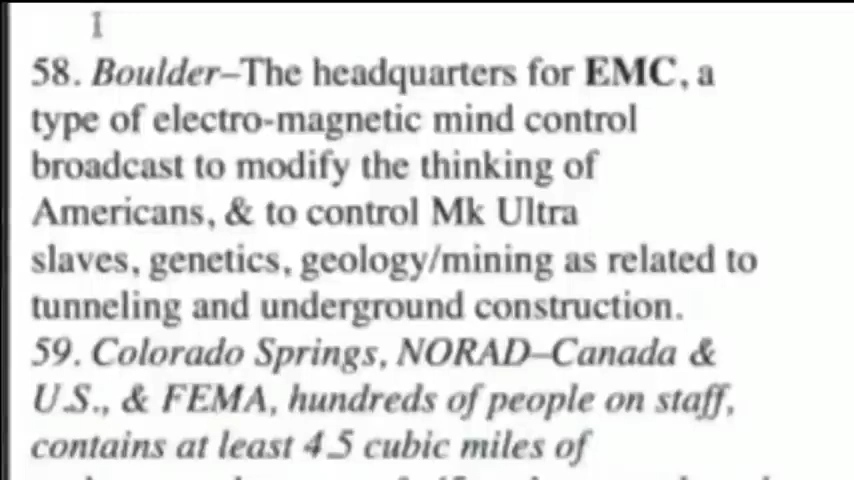 58. Boulder–The headquarters for EMC, a
type of electro-magnetic mind control
broadcast to modify the thinking of
Americans, & to control Mk Ultra
slaves, genetics, geology/mining as related to
tunneling and underground construction.
59. Colorado Springs, NORAD–Canada &
U.S., & FEMA, hundreds of people on staff,
contains at least 4.5 cubic miles of